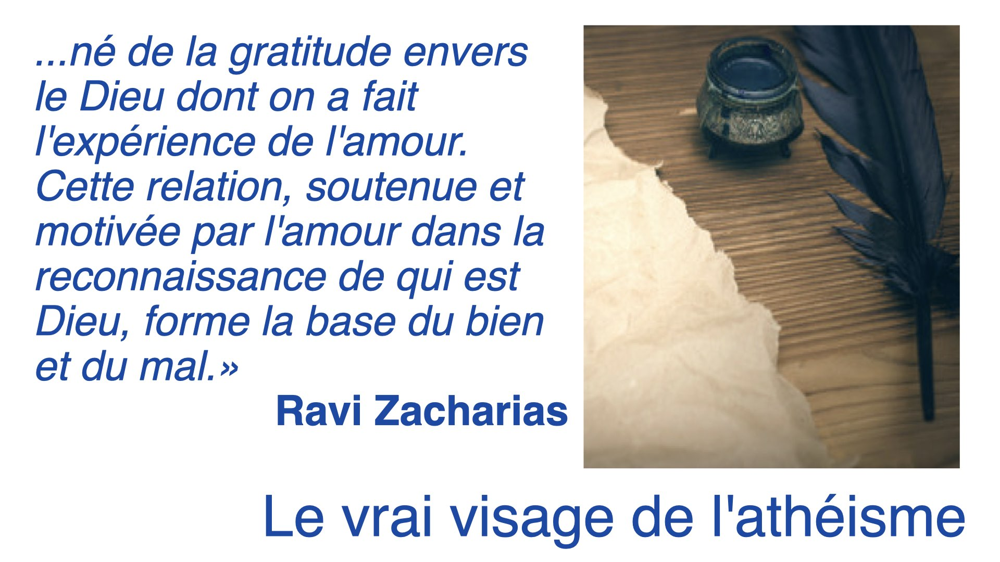 ...né de la gratitude envers
le Dieu dont on a fait
l'expérience de l'amour.
Cette relation, soutenue et
motivée par l'amour dans la
reconnaissance de qui est
Dieu, forme la base du bien
et du mal.»
Ravi Zacharias
Le vrai visage de l'athéisme